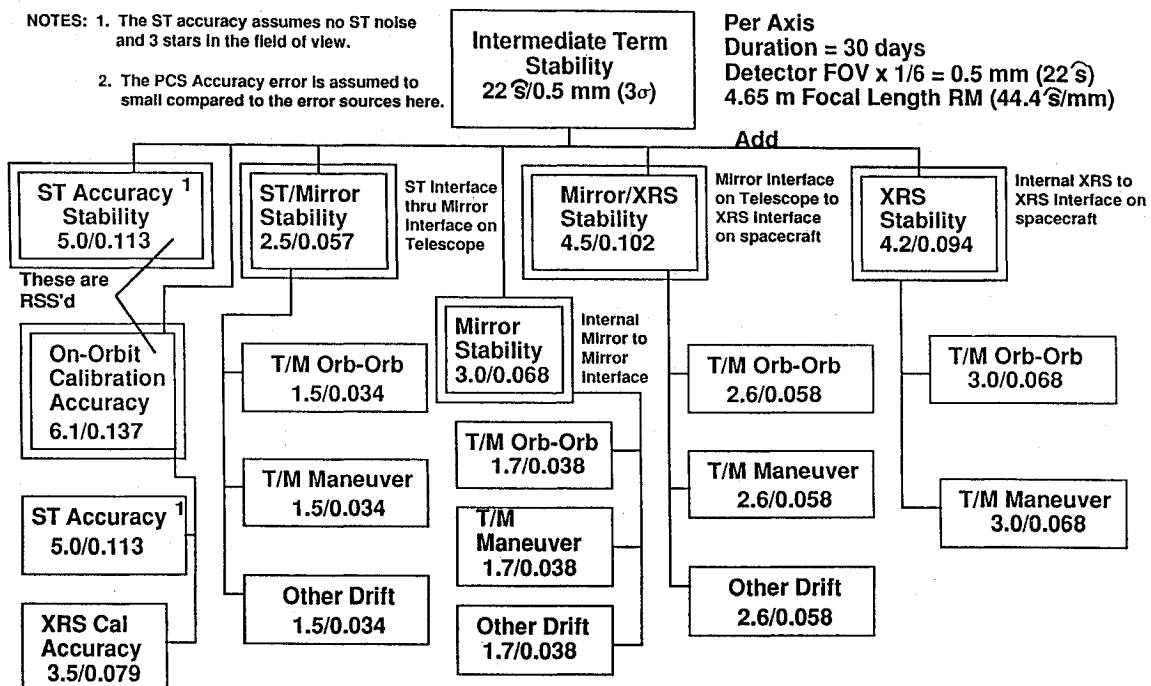 NOTES: 1. The ST accuracy assumes no ST noise
and 3 stars in the field of view.
2. The PCS Accuracy error is assumed to
small compared to the error sources here.
Intermediate Term
Stability
22 ŝ/0.5 mm (3σ)
Per Axis
Duration = 30 days
Detector FOV x 1/6 = 0.5 mm (22 ŝ)
4.65 m Focal Length RM (44.4 ŝ/mm)
Add
ST Accuracy 1
Stability
5.0/0.113
ST/Mirror
Stability
2.5/0.057
ST Interface
thru Mirror
Interface on
Telescope
Mirror/XRS
Stability
4.5/0.102
Mirror Interface
on Telescope to
XRS Interface
on spacecraft
XRS
Stability
4.2/0.094
Internal XRS to
XRS Interface on
spacecraft
These are
RSS'd
On-Orbit
Calibration
Accuracy
6.1/0.137
ST Accuracy 1
5.0/0.113
XRS Cal
Accuracy
3.5/0.079
T/M Orb-Orb
1.5/0.034
T/M Maneuver
1.5/0.034
Other Drift
1.5/0.034
Mirror
Stability
3.0/0.068
Internal
Mirror to
Mirror
Interface
T/M Orb-Orb
1.7/0.038
T/M
Maneuver
1.7/0.038
Other Drift
1.7/0.038
T/M Orb-Orb
2.6/0.058
T/M Maneuver
2.6/0.058
Other Drift
2.6/0.058
T/M Orb-Orb
3.0/0.068
T/M Maneuver
3.0/0.068